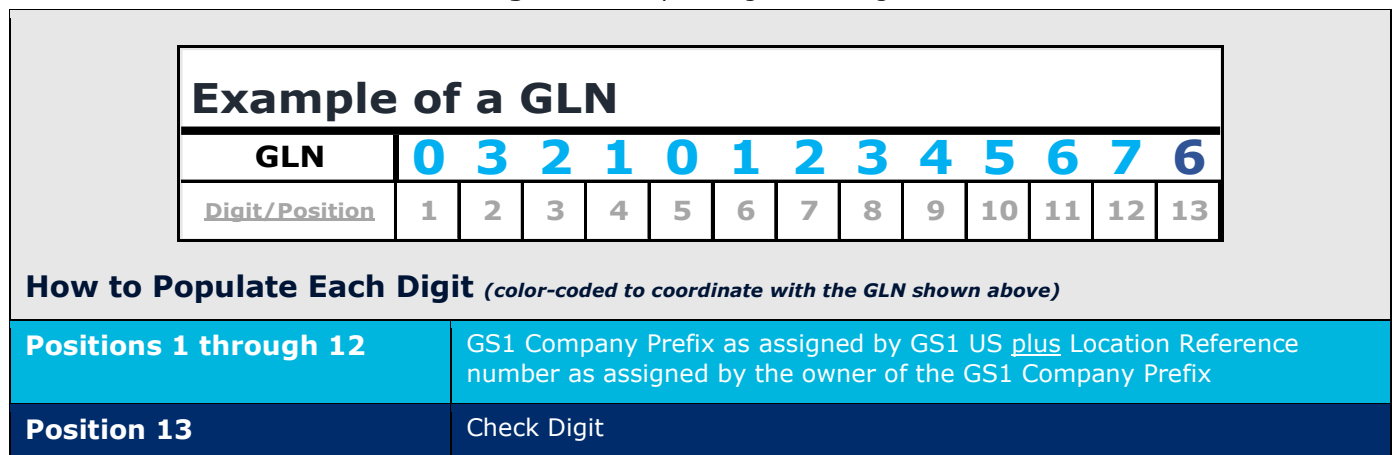 Example of a GLN
GLN 0 3 2 1 0 1 2 3 4 5 6 7 6
Digit/Position 1 2 3 4 5 6 7 8 9 10 11 12 13
How to Populate Each Digit (color-coded to coordinate with the GLN shown above)
Positions 1 through 12 GS1 Company Prefix as assigned by GS1 US plus Location Reference
number as assigned by the owner of the GS1 Company Prefix
Position 13 Check Digit